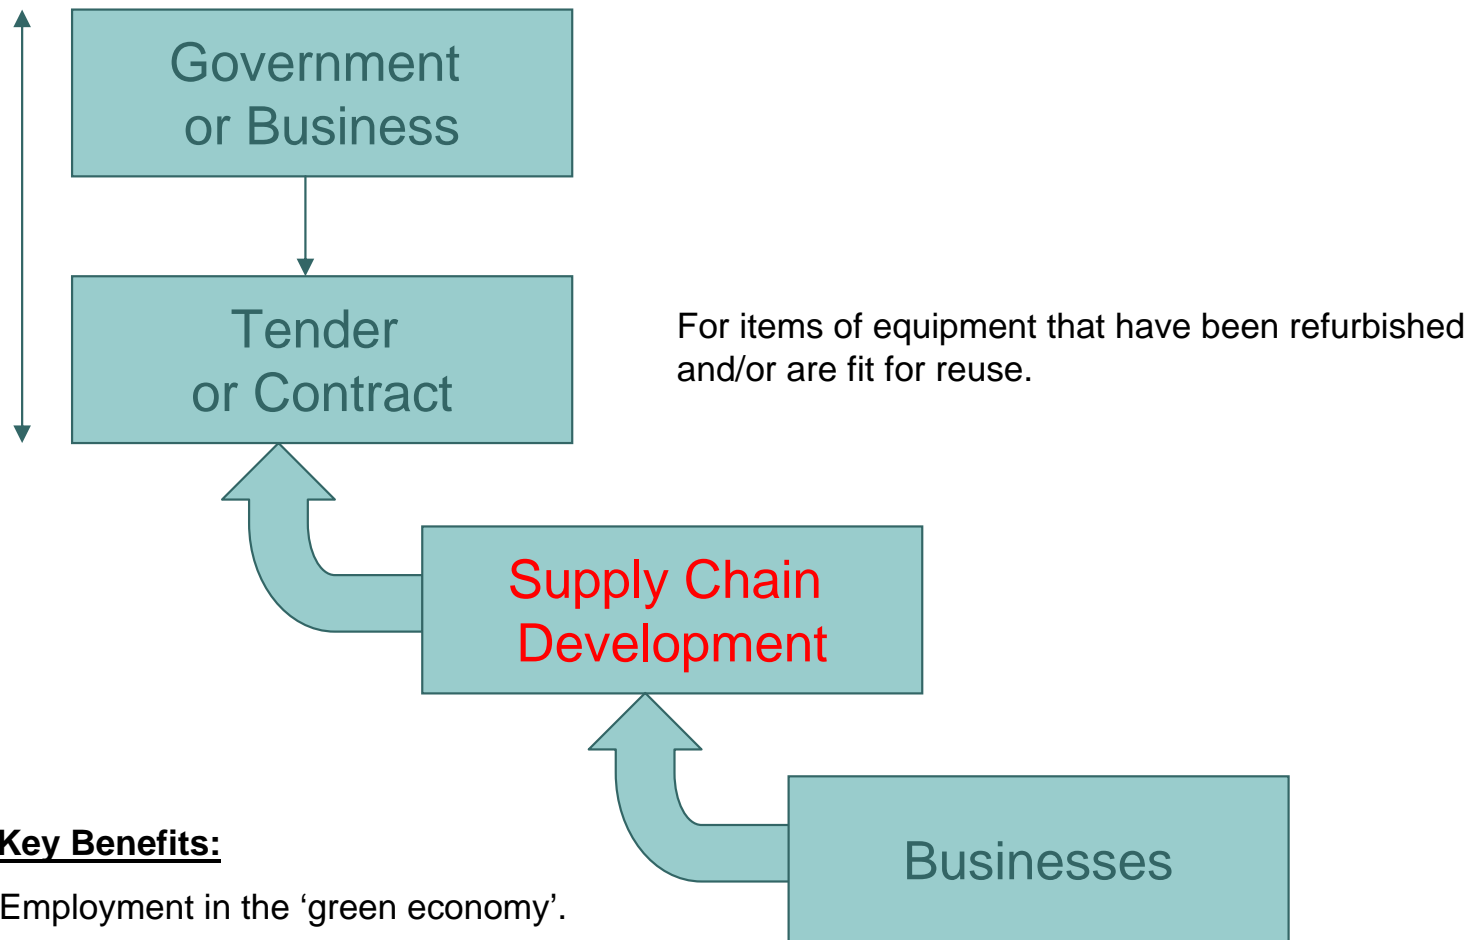 Government
or Business
Tender
or Contract
For items of equipment that have been refurbished
and/or are fit for reuse.
Supply Chain
Development
Businesses
Key Benefits:
Employment in the ‘green economy’.